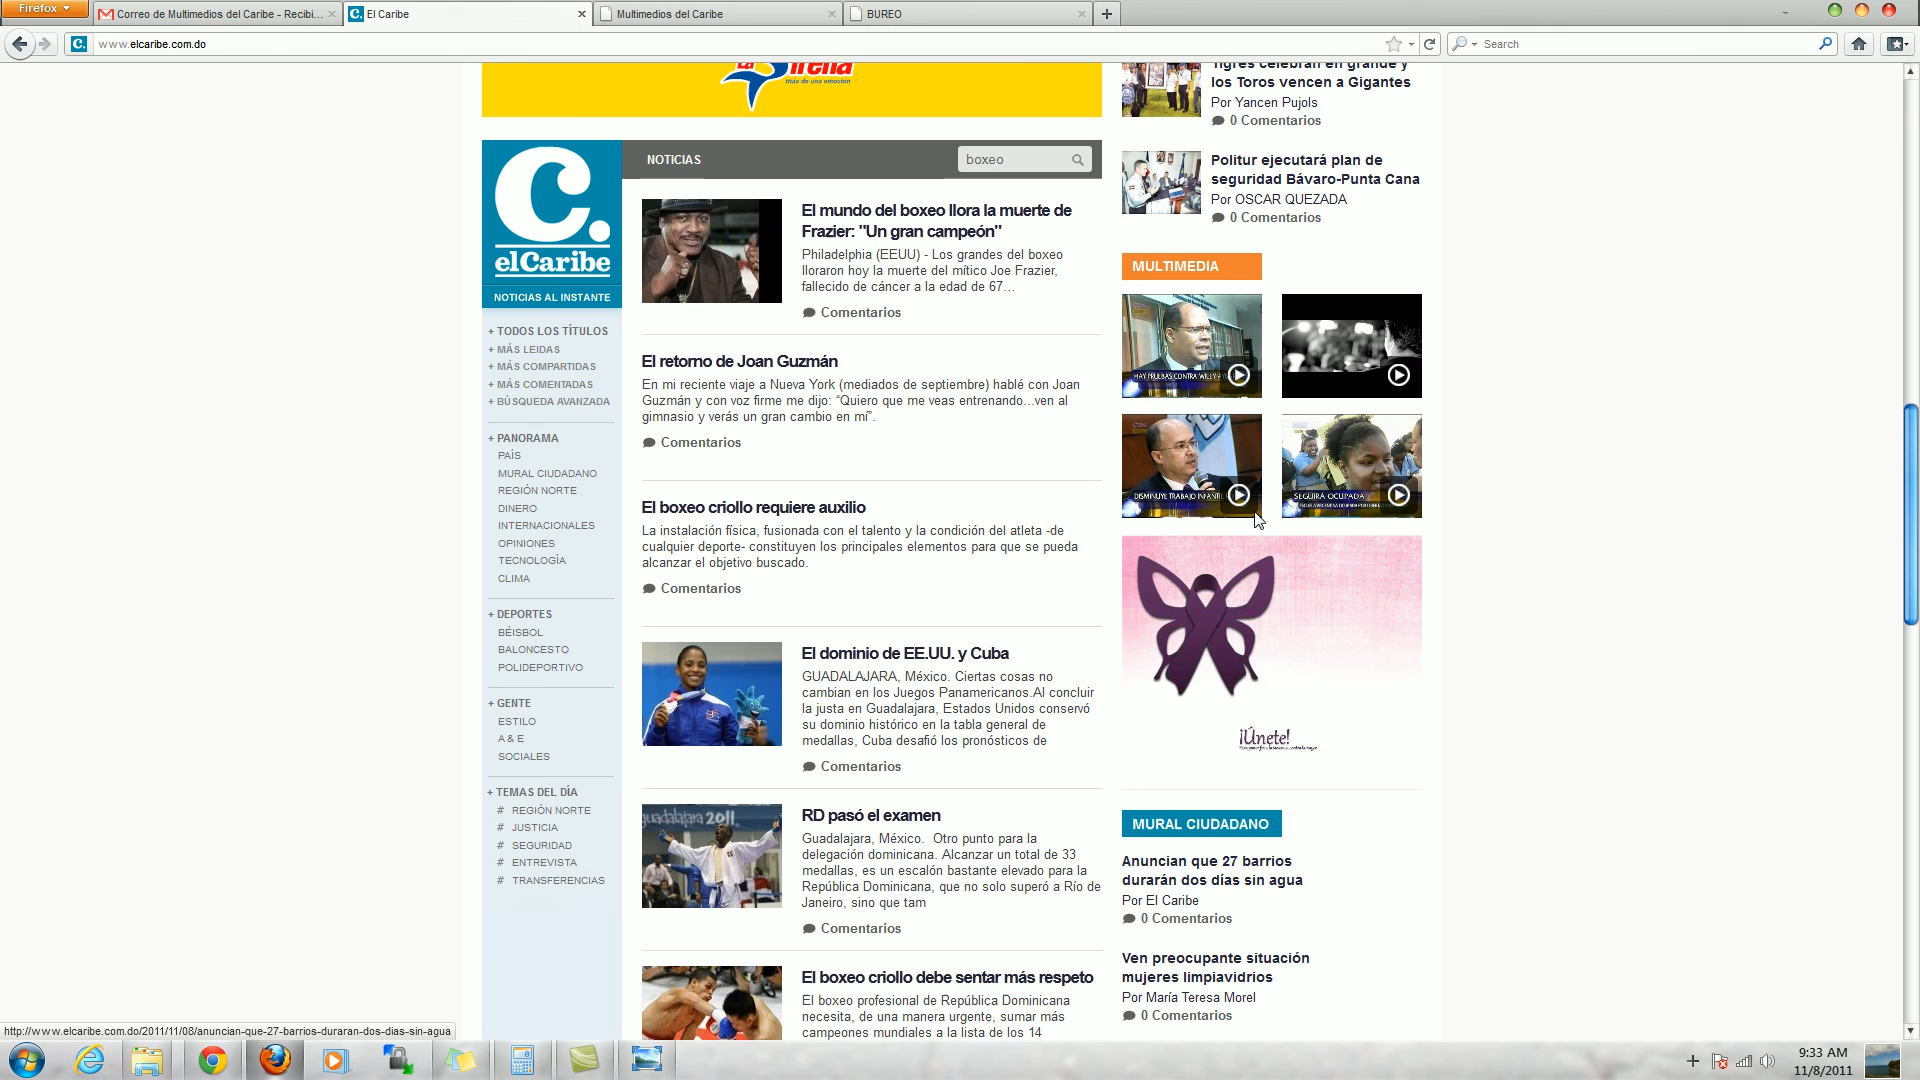 Firefox
Correo de Multimedios del Caribe - Recibi...
El Caribe
Multimedios del Caribe
BUREO
www.elcaribe.com.do
Search
La Sirena
más de una emoción
NOTICIAS
boxeo
C.
elCaribe
NOTICIAS AL INSTANTE
+ TODOS LOS TÍTULOS
+ MÁS LEIDAS
+ MÁS COMPARTIDAS
+ MÁS COMENTADAS
+ BÚSQUEDA AVANZADA
+ PANORAMA
PAÍS
MURAL CIUDADANO
REGIÓN NORTE
DINERO
INTERNACIONALES
OPINIONES
TECNOLOGÍA
CLIMA
+ DEPORTES
BÉISBOL
BALONCESTO
POLIDEPORTIVO
+ GENTE
ESTILO
A & E
SOCIALES
+ TEMAS DEL DÍA
# REGIÓN NORTE
# JUSTICIA
# SEGURIDAD
# ENTREVISTA
# TRANSFERENCIAS
El mundo del boxeo llora la muerte de
Frazier: "Un gran campeón"
Philadelphia (EEUU) - Los grandes del boxeo
lloraron hoy la muerte del mítico Joe Frazier,
fallecido de cáncer a la edad de 67…
Comentarios
El retorno de Joan Guzmán
En mi reciente viaje a Nueva York (mediados de septiembre) hablé con Joan
Guzmán y con voz firme me dijo: “Quiero que me veas entrenando…ven al
gimnasio y verás un gran cambio en mí”.
Comentarios
El boxeo criollo requiere auxilio
La instalación física, fusionada con el talento y la condición del atleta -de
cualquier deporte- constituyen los principales elementos para que se pueda
alcanzar el objetivo buscado.
Comentarios
El dominio de EE.UU. y Cuba
GUADALAJARA, México. Ciertas cosas no
cambian en los Juegos Panamericanos.Al concluir
la justa en Guadalajara, Estados Unidos conservó
su dominio histórico en la tabla general de
medallas, Cuba desafió los pronósticos de
Comentarios
guadalajara 2011.
RD pasó el examen
Guadalajara, México. Otro punto para la
delegación dominicana. Alcanzar un total de 33
medallas, es un escalón bastante elevado para la
República Dominicana, que no solo superó a Río de
Janeiro, sino que tam
Comentarios
El boxeo criollo debe sentar más respeto
El boxeo profesional de República Dominicana
necesita, de una manera urgente, sumar más
campeones mundiales a la lista de los 14
Tigres celebran en grande y
los Toros vencen a Gigantes
Por Yancen Pujols
0 Comentarios
Politur ejecutará plan de
seguridad Bávaro-Punta Cana
Por OSCAR QUEZADA
0 Comentarios
MULTIMEDIA
HAY PRUEBAS CONTRA WILLY
DISMINUYE TRABAJO INFANTIL
SEGUIRÁ OCUPADA
¡Únete!
MURAL CIUDADANO
Anuncian que 27 barrios
durarán dos días sin agua
Por El Caribe
0 Comentarios
Ven preocupante situación
mujeres limpiavidrios
Por María Teresa Morel
0 Comentarios
http://www.elcaribe.com.do/2011/11/08/anuncian-que-27-barrios-duraran-dos-dias-sin-agua
9:33 AM
11/8/2011